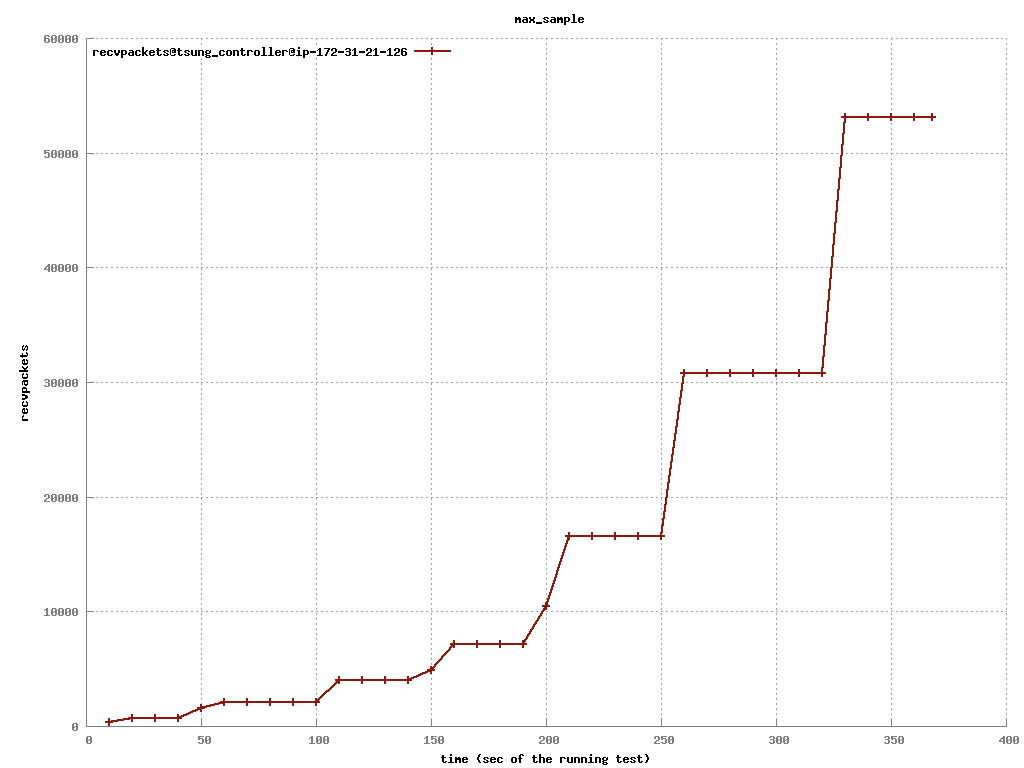 max_sample
recvpackets@tsung_controller@ip-172-31-21-126
60000
50000
40000
30000
20000
10000
0
recvpackets
0 50 100 150 200 250 300 350 400
time (sec of the running test)